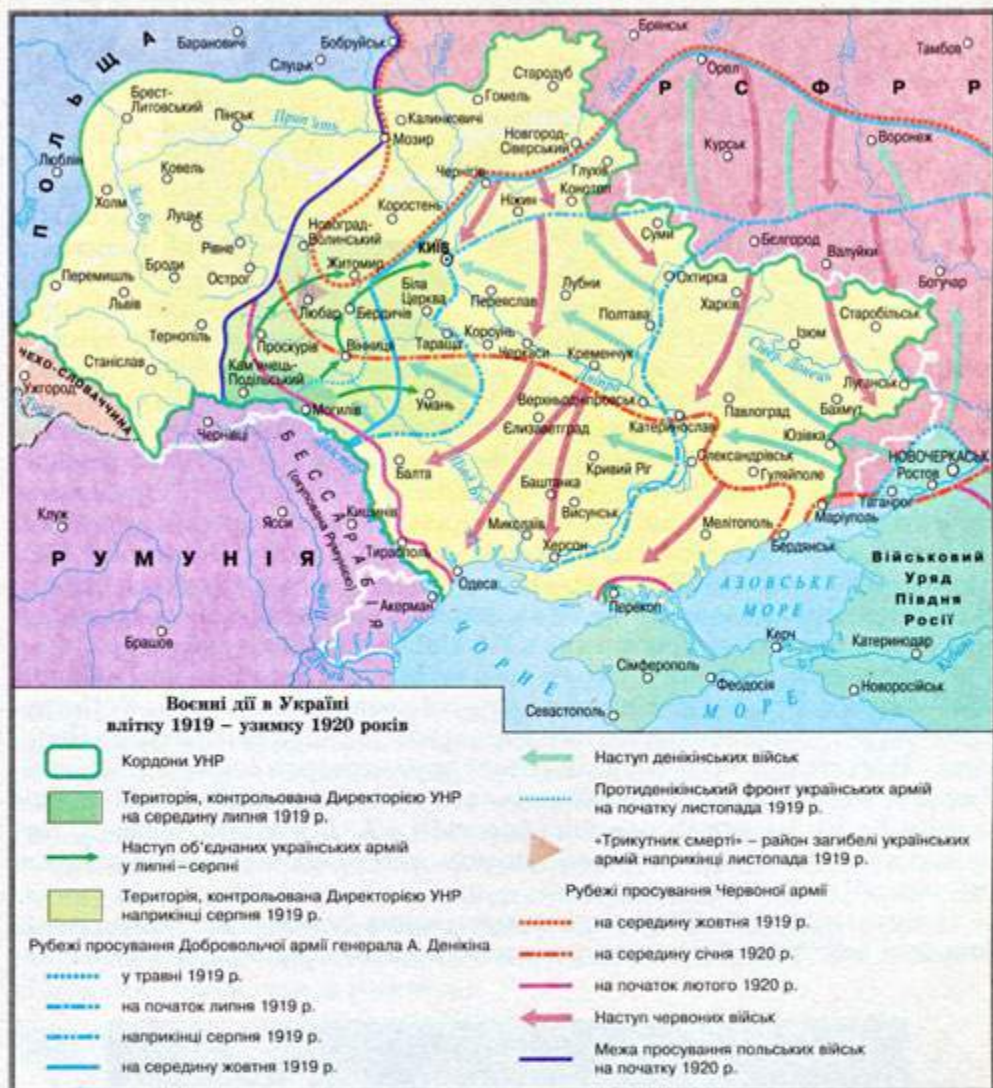 ПОЛЬЩА
Барановичі
Бобруйськ
Слуцьк
Брянськ
Тамбов
Орел
РСФРР
Стародуб
Гомель
Брест-
Литовський
Пінськ
Прип'ять
Калинковичі
Мозир
Новгород-
Сіверський
Курськ
Воронеж
Люблін
Ковель
Чернігів
Глухів
Конотоп
Ніжин
Холм
Луцьк
Коростень
Новоград-
Волинський
Рівне
КИЇВ
Суми
Бєлгород
Валуйки
Богучар
Перемишль
Броди
Острог
Житомир
Біла
Церква
Переяслав
Лубни
Охтирка
Харків
Старобільськ
Львів
Любар
Бердичів
Полтава
Тернопіль
Проскурів
Вінниця
Тараща
Корсунь
Черкаси
Кременчук
Ізюм
Сівер. Донець
Станіслав
Кам'янець-
Подільський
Дніпро
Луганськ
ЧЕХО-СЛОВАЧЧИНА
Ужгород
Могилів
Умань
Верхньодніпровськ
Павлоград
Бахмут
Чернівці
Єлизаветград
Катеринослав
Юзівка
НОВОЧЕРКАСЬК
Балта
Кривий Ріг
Олександрівськ
Гуляйполе
Ростов
Таганрог
БЕССАРАБІЯ
(окупована Румунією)
Баштанка
Висунськ
Маріуполь
Клуж
Ясси
Кишинів
Миколаїв
Мелітополь
Бердянськ
РУМУНІЯ
Тирасполь
Херсон
Військовий
Уряд
Півдня
Росії
Одеса
АЗОВСЬКЕ
МОРЕ
Акерман
Перекоп
Прут
Брашов
Керч
Катеринодар
Кубань
ЧОРНЕ МОРЕ
Сімферополь
Феодосія
Новоросійськ
Севастополь
Воєнні дії в Україні
влітку 1919 – узимку 1920 років
Кордони УНР
Територія, контрольована Директорією УНР
на середину липня 1919 р.
Наступ об'єднаних українських армій
у липні–серпні
Територія, контрольована Директорією УНР
наприкінці серпня 1919 р.
Рубежі просування Добровольчої армії генерала А. Денікіна
у травні 1919 р.
на початок липня 1919 р.
наприкінці серпня 1919 р.
на середину жовтня 1919 р.
Наступ денікінських військ
Протиденікінський фронт українських армій
на початку листопада 1919 р.
«Трикутник смерті» – район загибелі українських
армій наприкінці листопада 1919 р.
Рубежі просування Червоної армії
на середину жовтня 1919 р.
на середину січня 1920 р.
на початок лютого 1920 р.
Наступ червоних військ
Межа просування польських військ
на початку 1920 р.